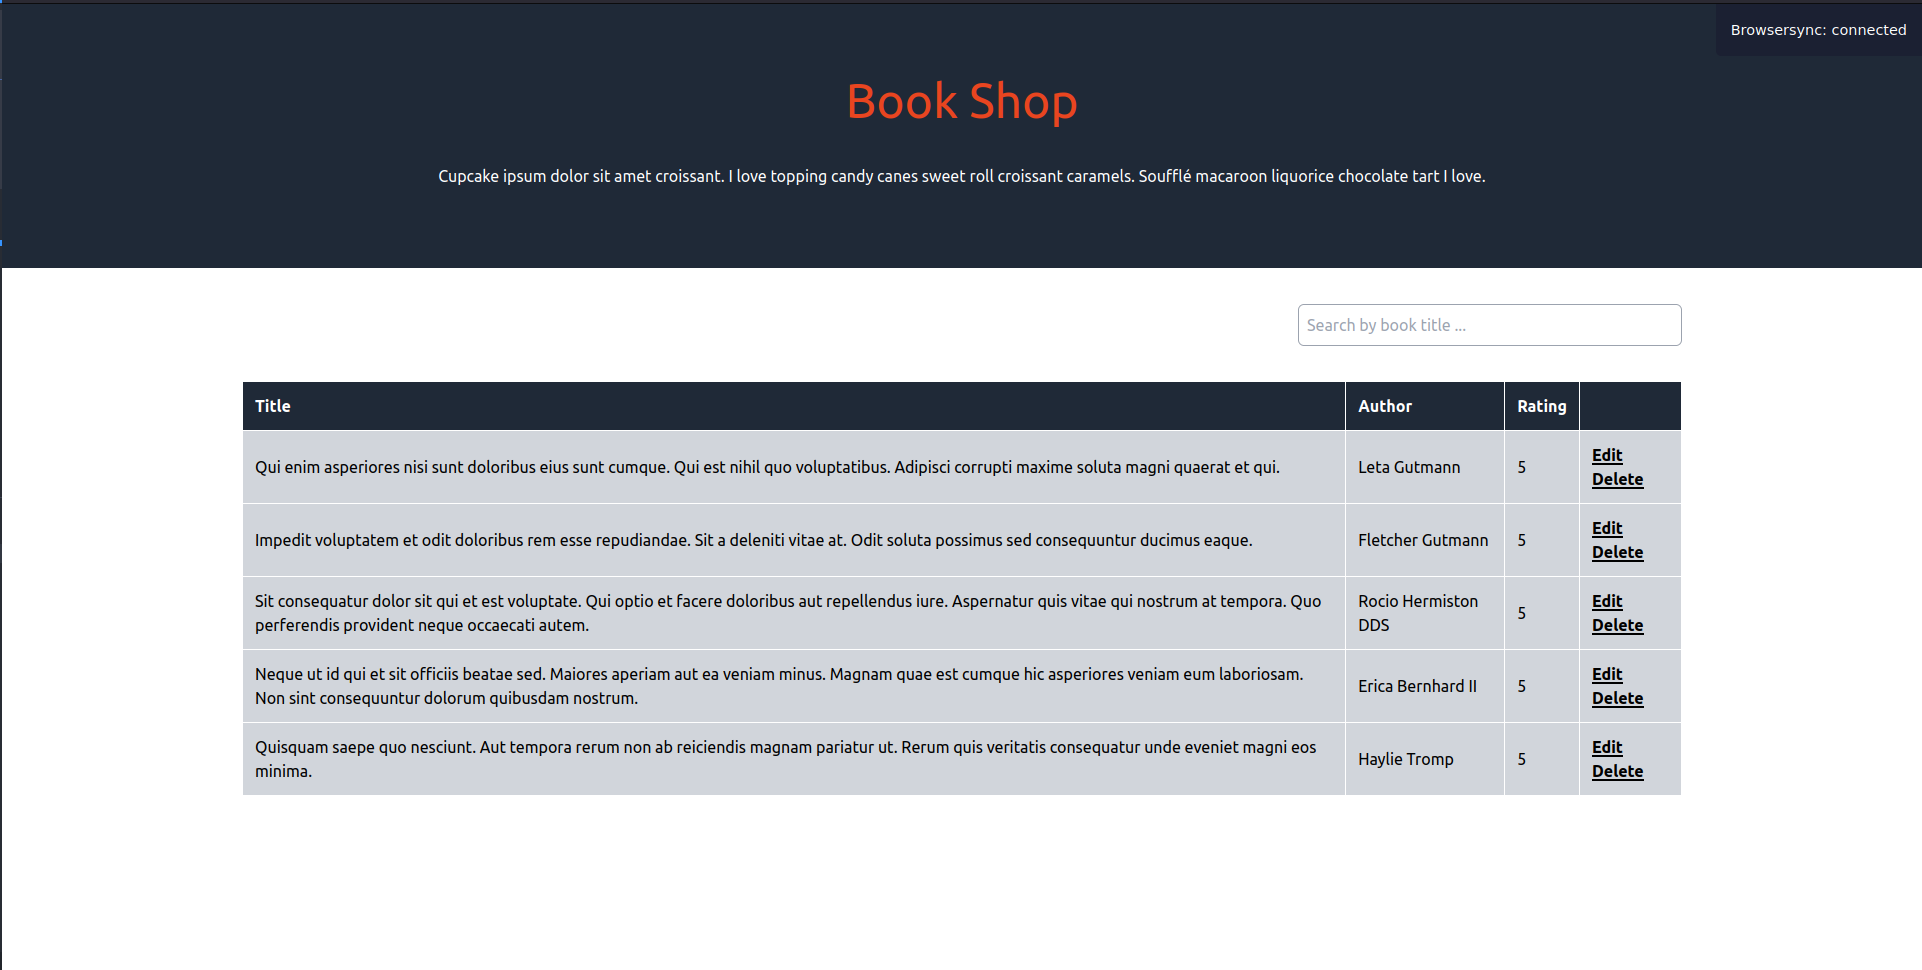 Browsersync: connected
Book Shop
Cupcake ipsum dolor sit amet croissant. I love topping candy canes sweet roll croissant caramels. Soufflé macaroon liquorice chocolate tart I love.
Search by book title ...
Title Author Rating
Qui enim asperiores nisi sunt doloribus eius sunt cumque. Qui est nihil quo voluptatibus. Adipisci corrupti maxime soluta magni quaerat et qui. Leta Gutmann 5 Edit
Delete
Impedit voluptatem et odit doloribus rem esse repudiandae. Sit a deleniti vitae at. Odit soluta possimus sed consequuntur ducimus eaque. Fletcher Gutmann 5 Edit
Delete
Sit consequatur dolor sit qui et est voluptate. Qui optio et facere doloribus aut repellendus iure. Aspernatur quis vitae qui nostrum at tempora. Quo
perferendis provident neque occaecati autem.
Rocio Hermiston
DDS
5
Edit
Delete
Neque ut id qui et sit officiis beatae sed. Maiores aperiam aut ea veniam minus. Magnam quae est cumque hic asperiores veniam eum laboriosam.
Non sint consequuntur dolorum quibusdam nostrum.
Erica Bernhard II
5
Edit
Delete
Quisquam saepe quo nesciunt. Aut tempora rerum non ab reiciendis magnam pariatur ut. Rerum quis veritatis consequatur unde eveniet magni eos
minima.
Haylie Tromp
5
Edit
Delete